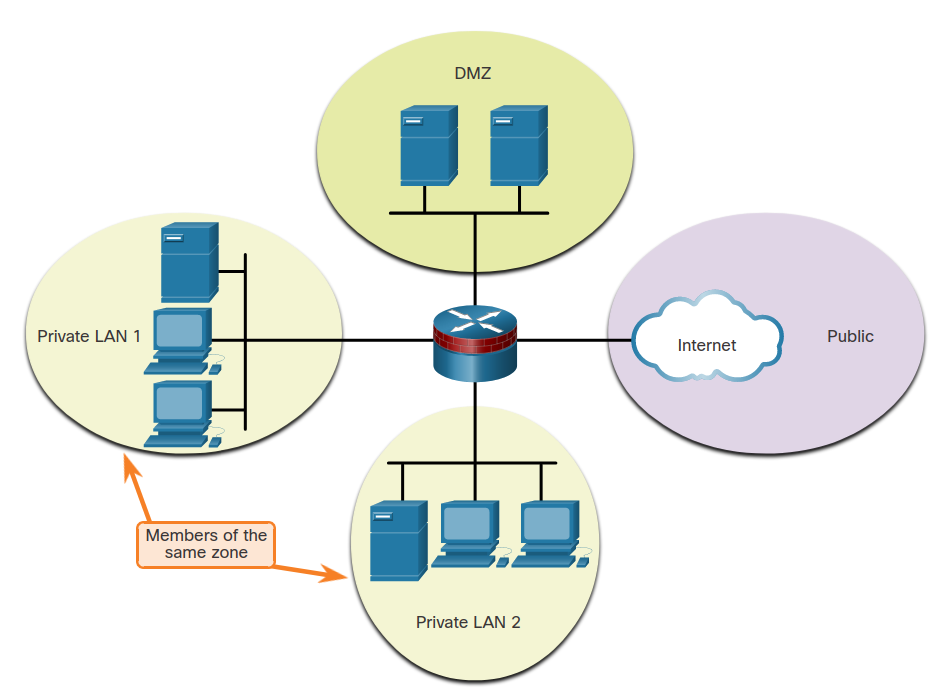 DMZ
Private LAN 1
Internet
Public
Members of the
same zone
Private LAN 2